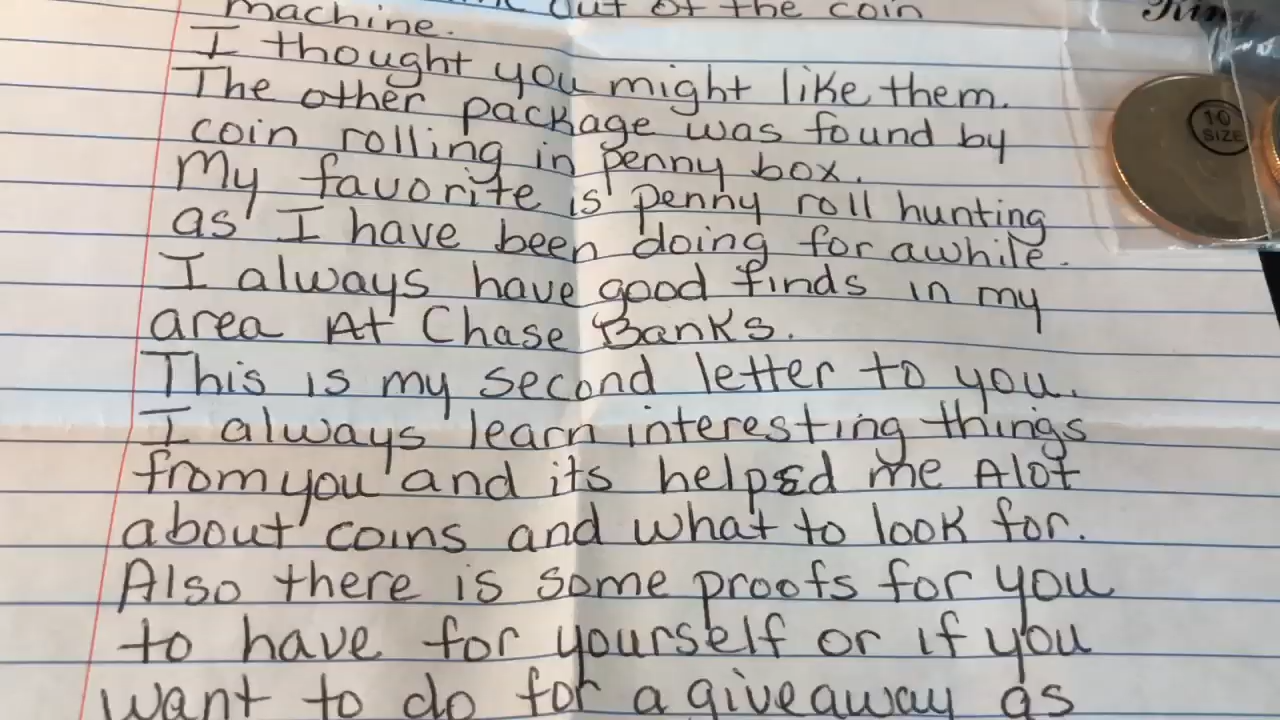 out of the coin
machine.
I thought you might like them.
The other package was found by
coin rolling in penny box.
My favorite is penny roll hunting
as I have been doing for awhile.
I always have good finds in my
area At Chase Banks.
This is my second letter to you.
I always learn interesting things
from you and its helped me Alot
about coins and what to look for.
Also there is some proofs for you
to have for yourself or if you
want to do for a giveaway as
10
SIZE